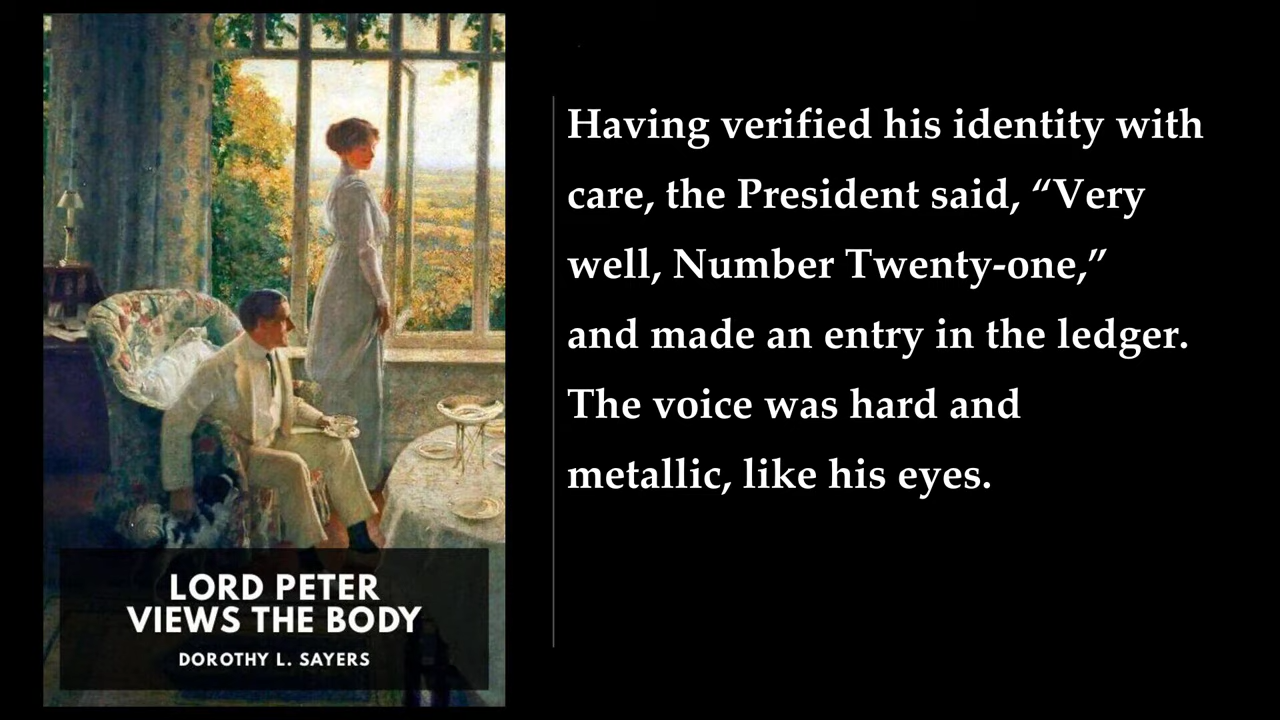 Having verified his identity with
care, the President said, “Very
well, Number Twenty-one,”
and made an entry in the ledger.
The voice was hard and
metallic, like his eyes.
LORD PETER
VIEWS THE BODY
DOROTHY L. SAYERS